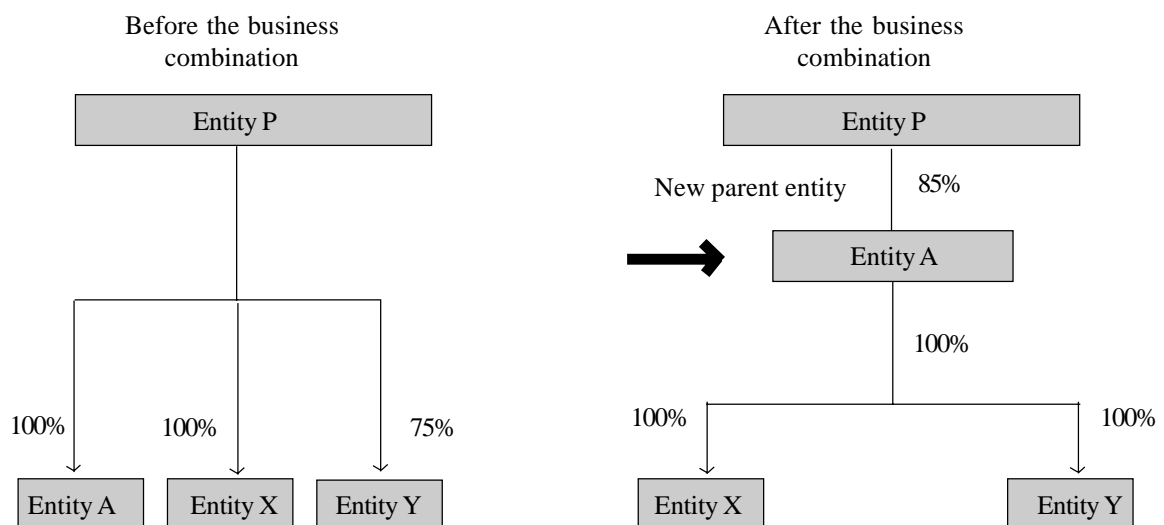 Before the business
combination
Entity P
100%
100%
75%
Entity A
Entity X
Entity Y
After the business
combination
Entity P
New parent entity
85%
Entity A
100%
100%
100%
Entity X
Entity Y